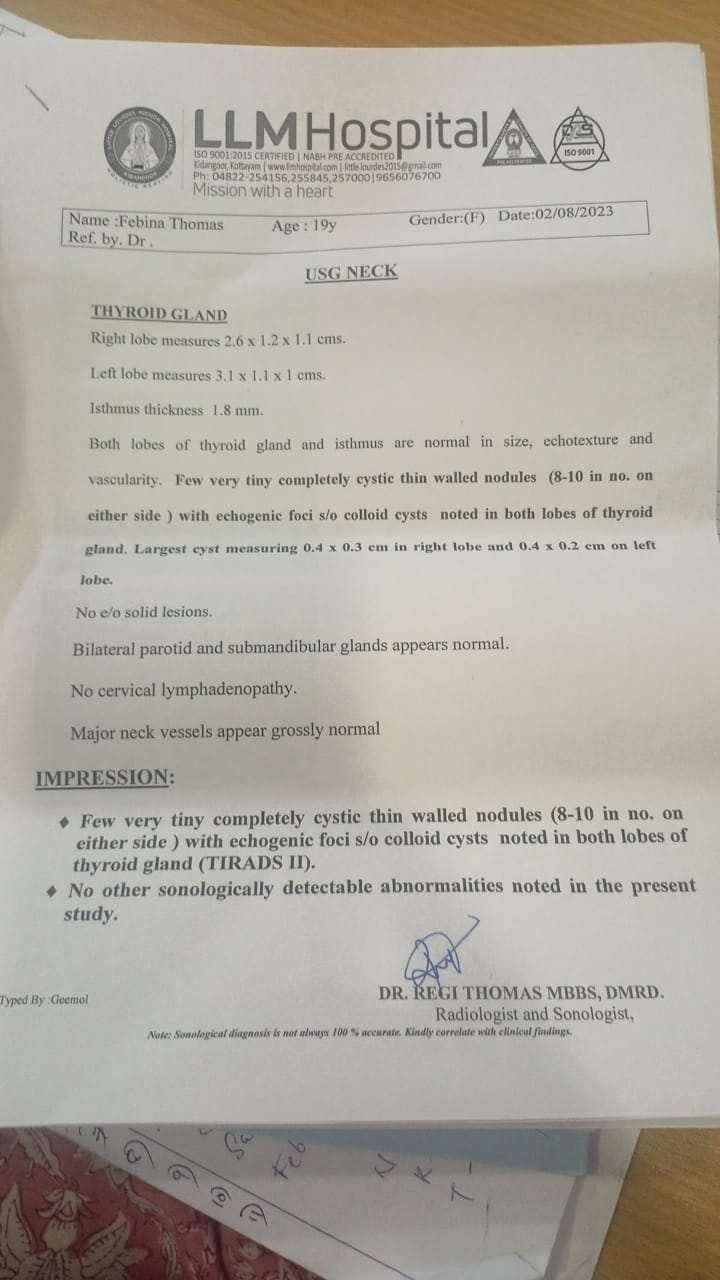 LLMHospital
ISO 9001:2015 CERTIFIED | NABH PRE ACCREDITED
Kidangoor, Kottayam | www.llmhospital.com | little.lourdes2015@gmail.com
Ph: 04822-254156,255845,257000|9656076700
Mission with a heart
ISO 9001
Name :Febina Thomas Age : 19y Gender:(F) Date:02/08/2023
Ref. by. Dr .
USG NECK
THYROID GLAND
Right lobe measures 2.6 x 1.2 x 1.1 cms.
Left lobe measures 3.1 x 1.1 x 1 cms.
Isthmus thickness 1.8 mm.
Both lobes of thyroid gland and isthmus are normal in size, echotexture and
vascularity. Few very tiny completely cystic thin walled nodules (8-10 in no. on
either side ) with echogenic foci s/o colloid cysts noted in both lobes of thyroid
gland. Largest cyst measuring 0.4 x 0.3 cm in right lobe and 0.4 x 0.2 cm on left
lobe.
No e/o solid lesions.
Bilateral parotid and submandibular glands appears normal.
No cervical lymphadenopathy.
Major neck vessels appear grossly normal
IMPRESSION:
♦ Few very tiny completely cystic thin walled nodules (8-10 in no. on
either side ) with echogenic foci s/o colloid cysts noted in both lobes of
thyroid gland (TIRADS II).
♦ No other sonologically detectable abnormalities noted in the present
study.
Typed By :Geemol
DR. REGI THOMAS MBBS, DMRD.
Radiologist and Sonologist,
Note: Sonological diagnosis is not always 100 % accurate. Kindly correlate with clinical findings.
Feb
N
K
T -